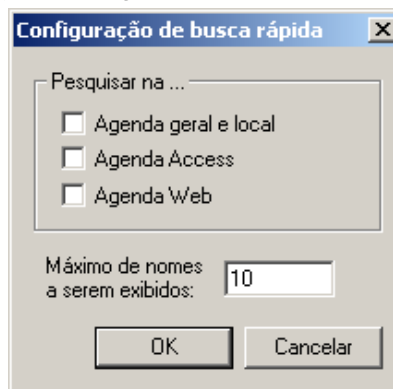 Configuração de busca rápida
Pesquisar na ...
Agenda geral e local
Agenda Access
Agenda Web
Máximo de nomes
a serem exibidos:
10
OK
Cancelar